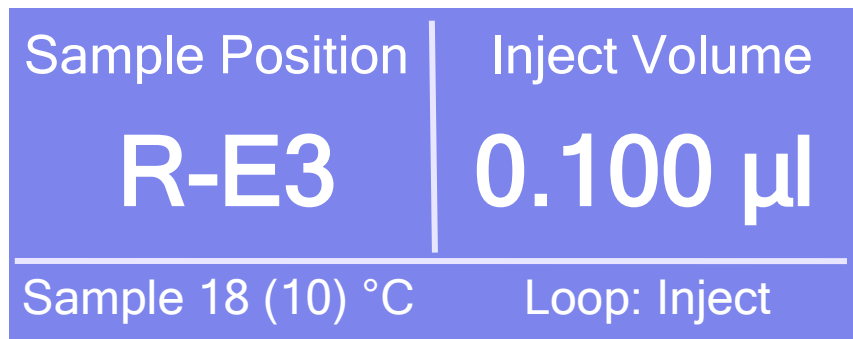 Sample Position
Inject Volume
R-E3
0.100 µl
Sample 18 (10) °C
Loop: Inject